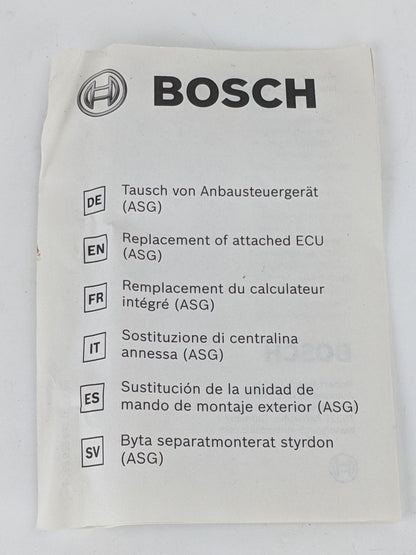 BOSCH
DE Tausch von Anbausteuergerät
(ASG)
EN Replacement of attached ECU
(ASG)
FR Remplacement du calculateur
intégré (ASG)
IT Sostituzione di centralina
annessa (ASG)
ES Sustitución de la unidad de
mando de montaje exterior (ASG)
SV Byta separatmonterat styrdon
(ASG)
BOSCH